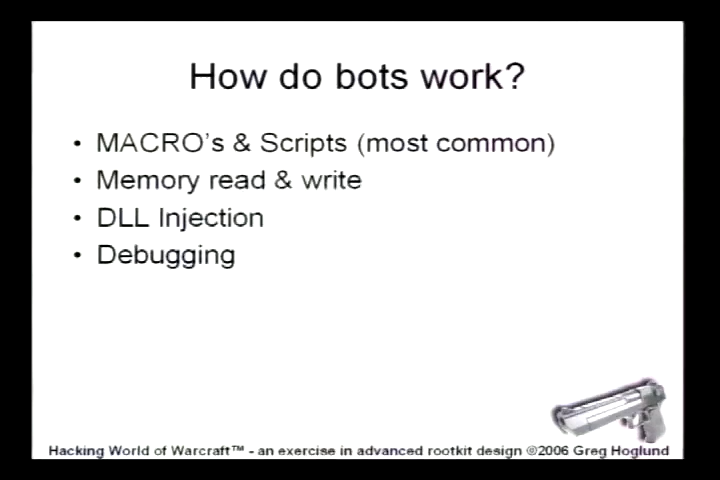 How do bots work?
• MACRO's & Scripts (most common)
• Memory read & write
• DLL Injection
• Debugging
Hacking World of Warcraft™ - an exercise in advanced rootkit design ©2006 Greg Hoglund